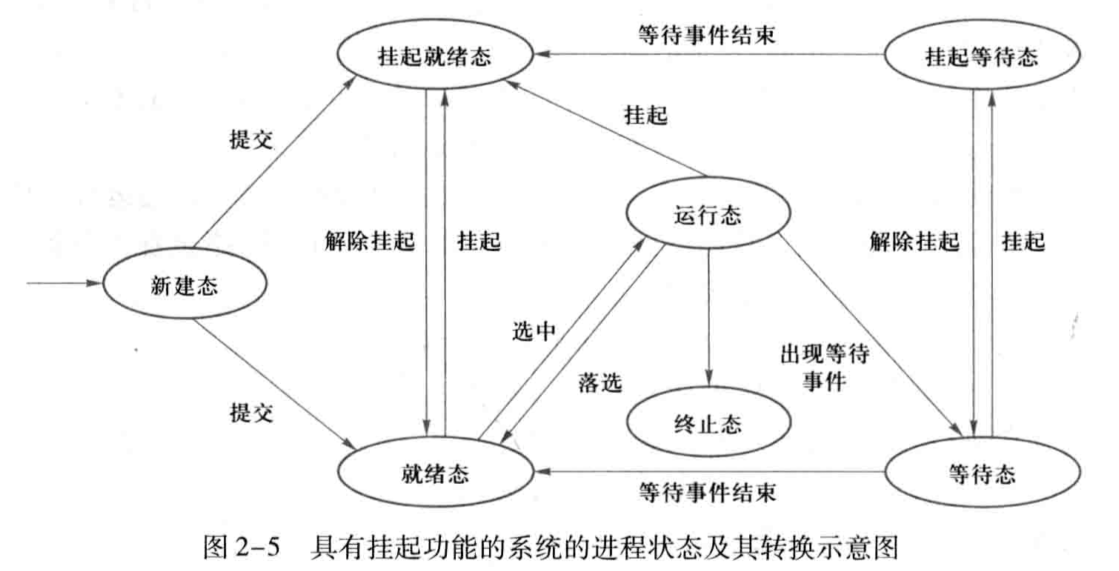 等待事件结束
挂起就绪态
挂起等待态
挂起
提交
运行态
解除挂起
挂起
解除挂起
挂起
新建态
选中
出现等待
事件
落选
提交
终止态
就绪态
等待态
等待事件结束
图 2-5 具有挂起功能的系统的进程状态及其转换示意图